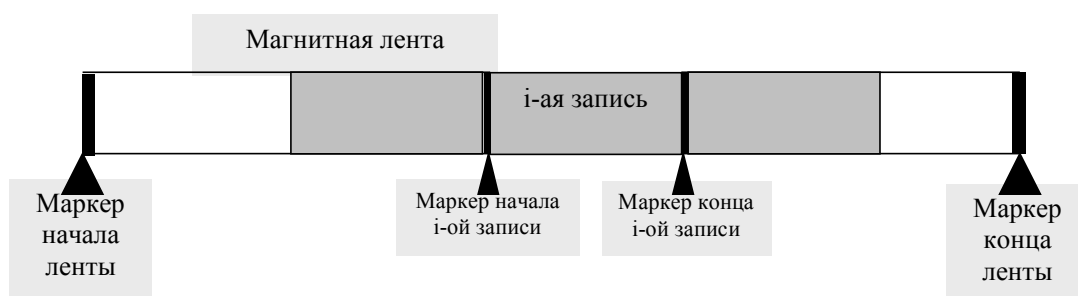 Магнитная лента
i-ая запись
Маркер
начала
ленты
Маркер начала
i-ой записи
Маркер конца
i-ой записи
Маркер
конца
ленты